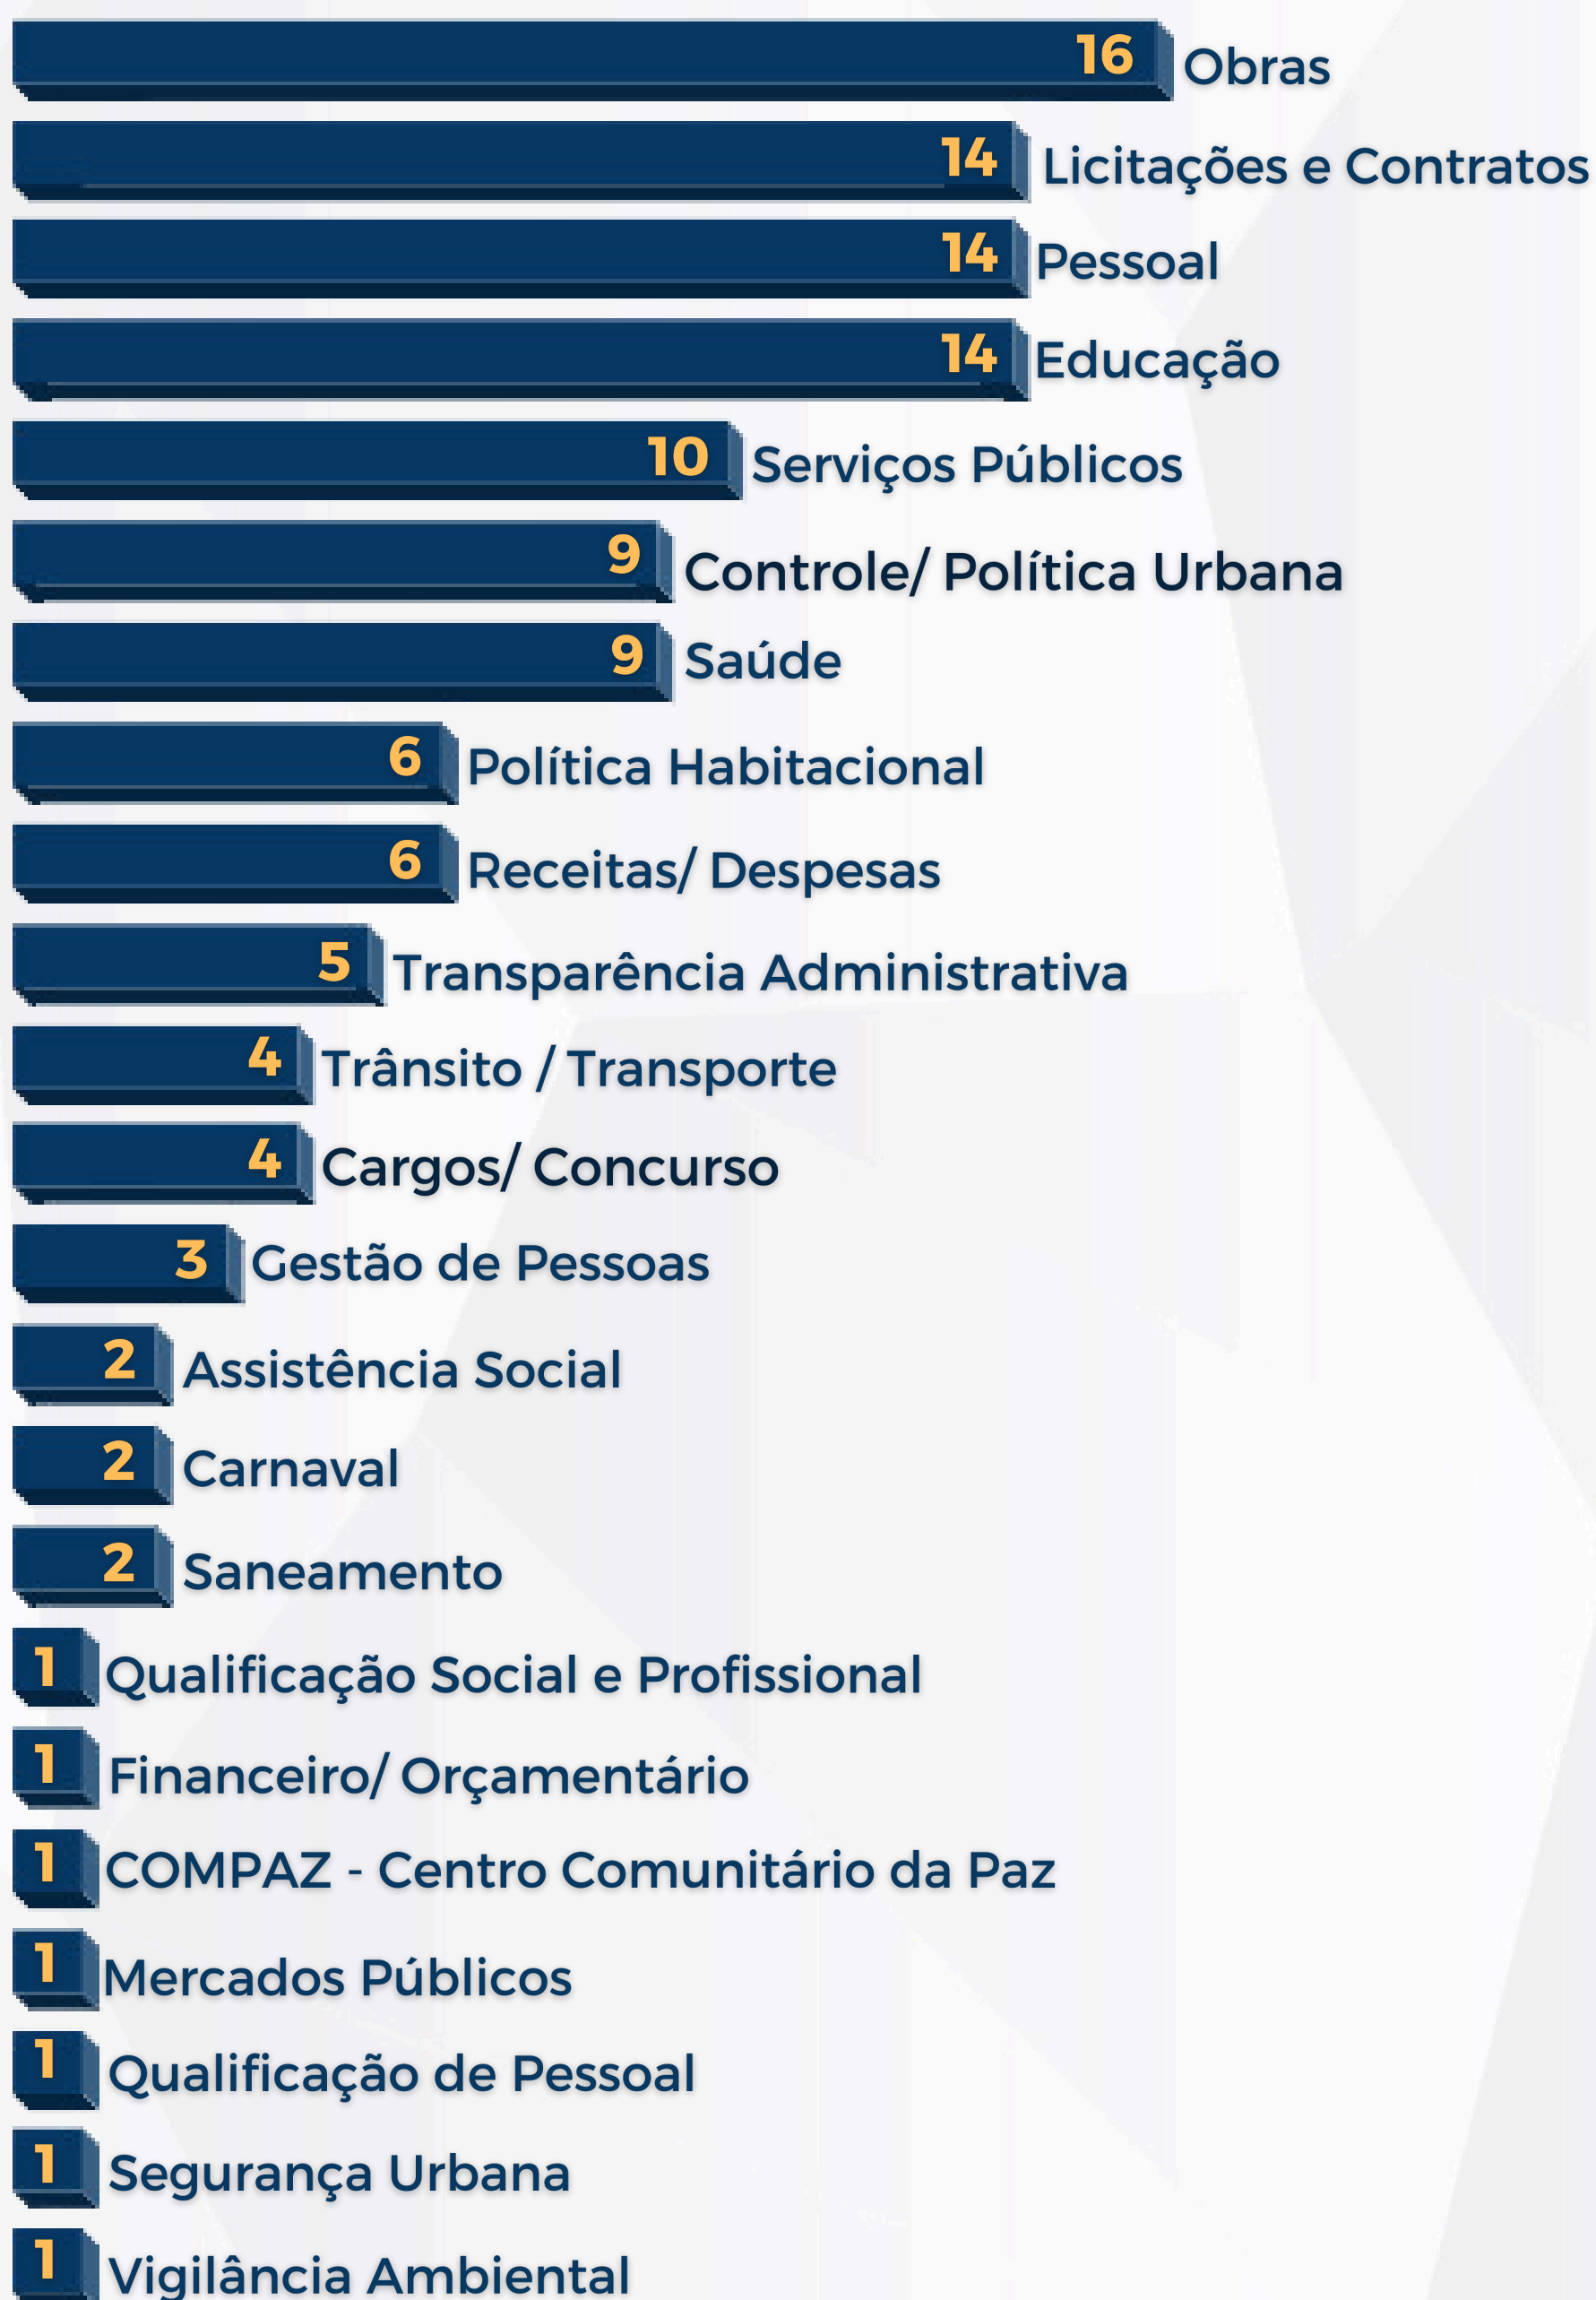 16 Obras
14 Licitações e Contratos
14 Pessoal
14 Educação
10 Serviços Públicos
9 Controle/ Política Urbana
9 Saúde
6 Política Habitacional
6 Receitas/ Despesas
5 Transparência Administrativa
4 Trânsito / Transporte
4 Cargos/ Concurso
3 Gestão de Pessoas
2 Assistência Social
2 Carnaval
2 Saneamento
1 Qualificação Social e Profissional
1 Financeiro/ Orçamentário
1 COMPAZ - Centro Comunitário da Paz
1 Mercados Públicos
1 Qualificação de Pessoal
1 Segurança Urbana
1 Vigilância Ambiental